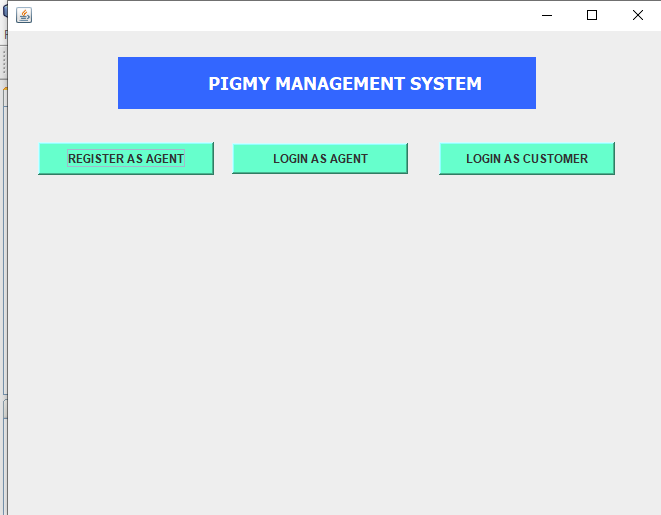 PIGMY MANAGEMENT SYSTEM
REGISTER AS AGENT
LOGIN AS AGENT
LOGIN AS CUSTOMER